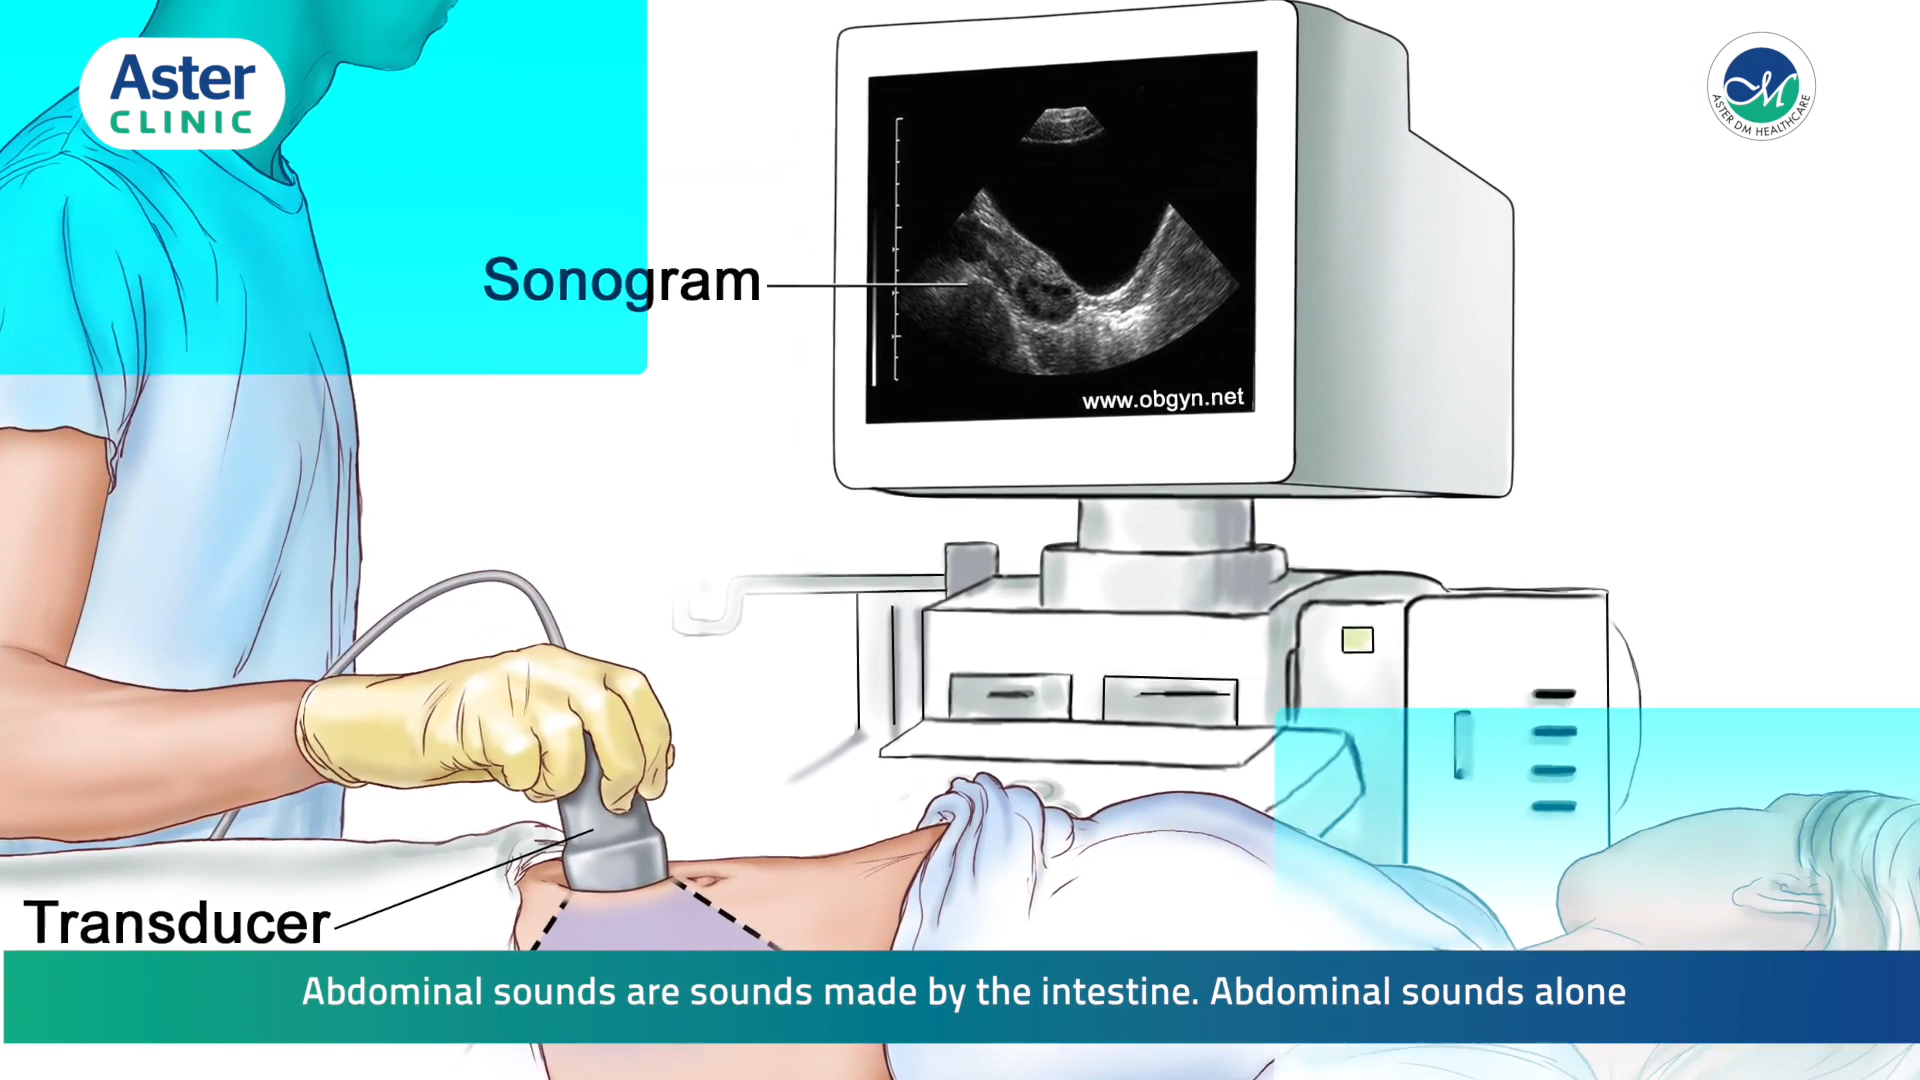 Aster
CLINIC
ASTER DM HEALTHCARE
Sonogram
www.obgyn.net
Transducer
Abdominal sounds are sounds made by the intestine. Abdominal sounds alone